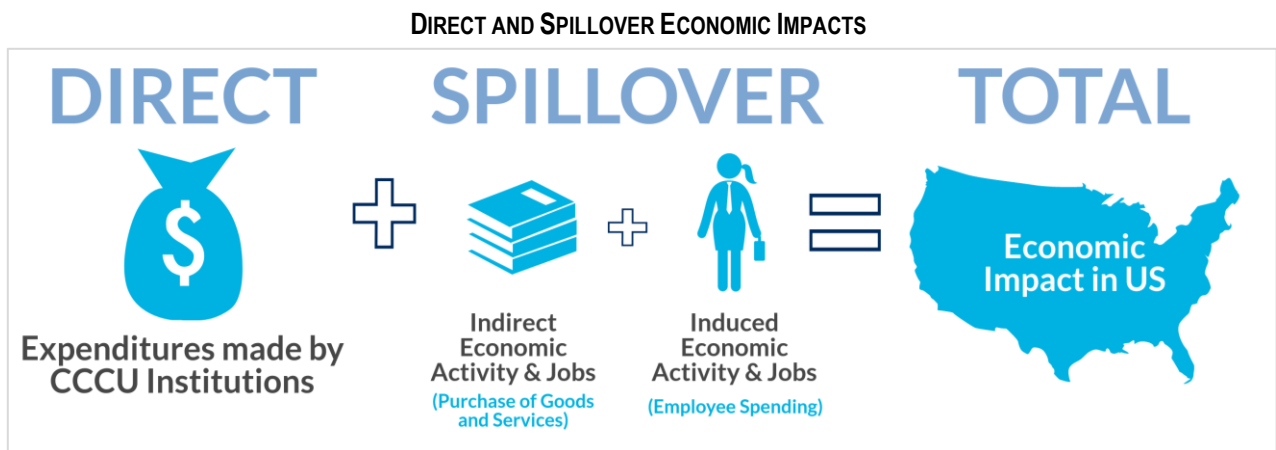 DIRECT AND SPILLOVER ECONOMIC IMPACTS
DIRECT
SPILLOVER
TOTAL
$
Expenditures made by
CCCU Institutions
Indirect
Economic
Activity & Jobs
(Purchase of Goods
and Services)
Induced
Economic
Activity & Jobs
(Employee Spending)
Economic
Impact in US